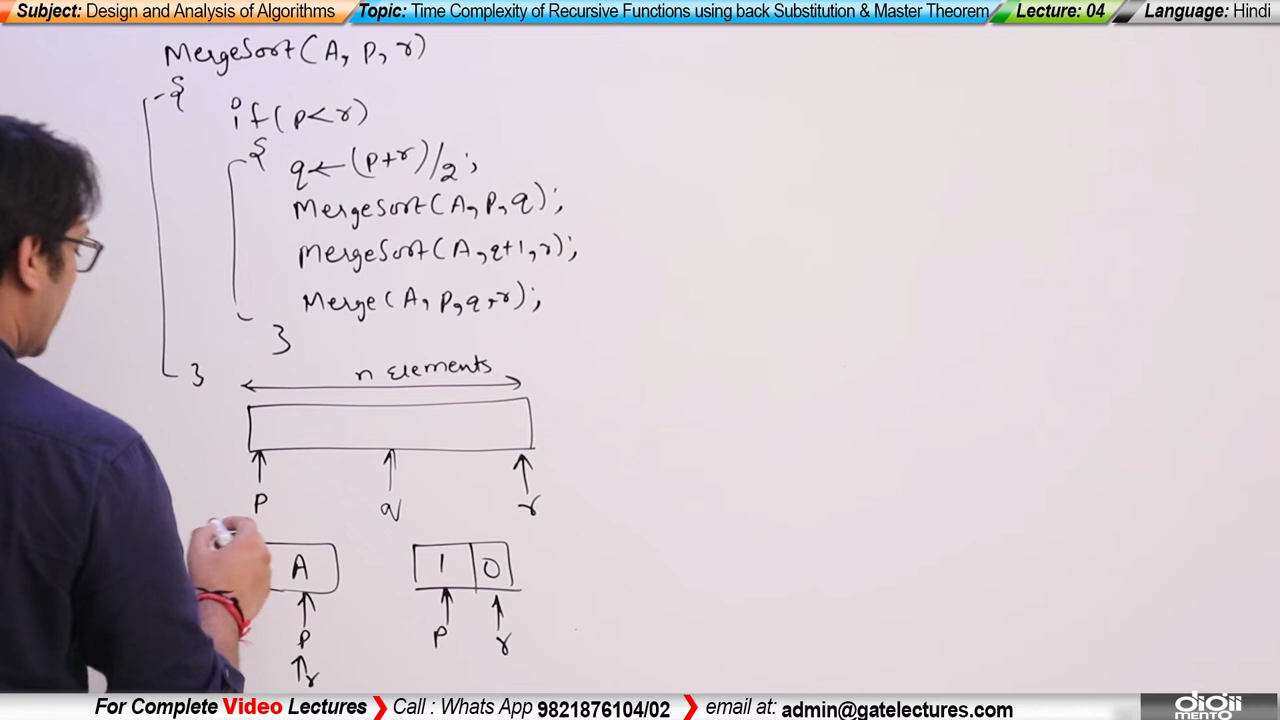 Subject: Design and Analysis of Algorithms Topic: Time Complexity of Recursive Functions using back Substitution & Master Theorem Lecture: 04 Language: Hindi
MergeSort(A, P, r)
{
if(p<r)
{
q←(p+r)/2;
MergeSort(A, P, q);
MergeSort(A, q+1, r);
Merge(A, P, q, r);
}
}
n Elements
P q r
A 1 0
P P r
r
For Complete Video Lectures Call : Whats App 9821876104/02 email at: admin@gatelectures.com
digii
mento